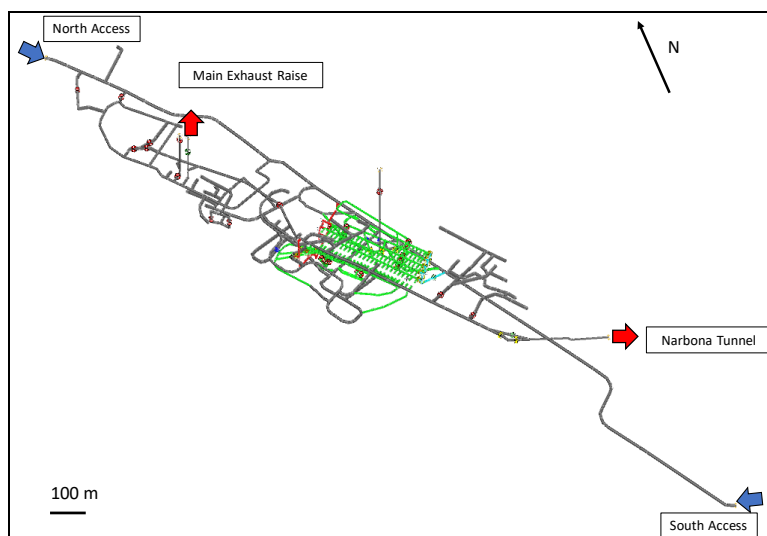 North Access
N
Main Exhaust Raise
Narbona Tunnel
100 m
South Access